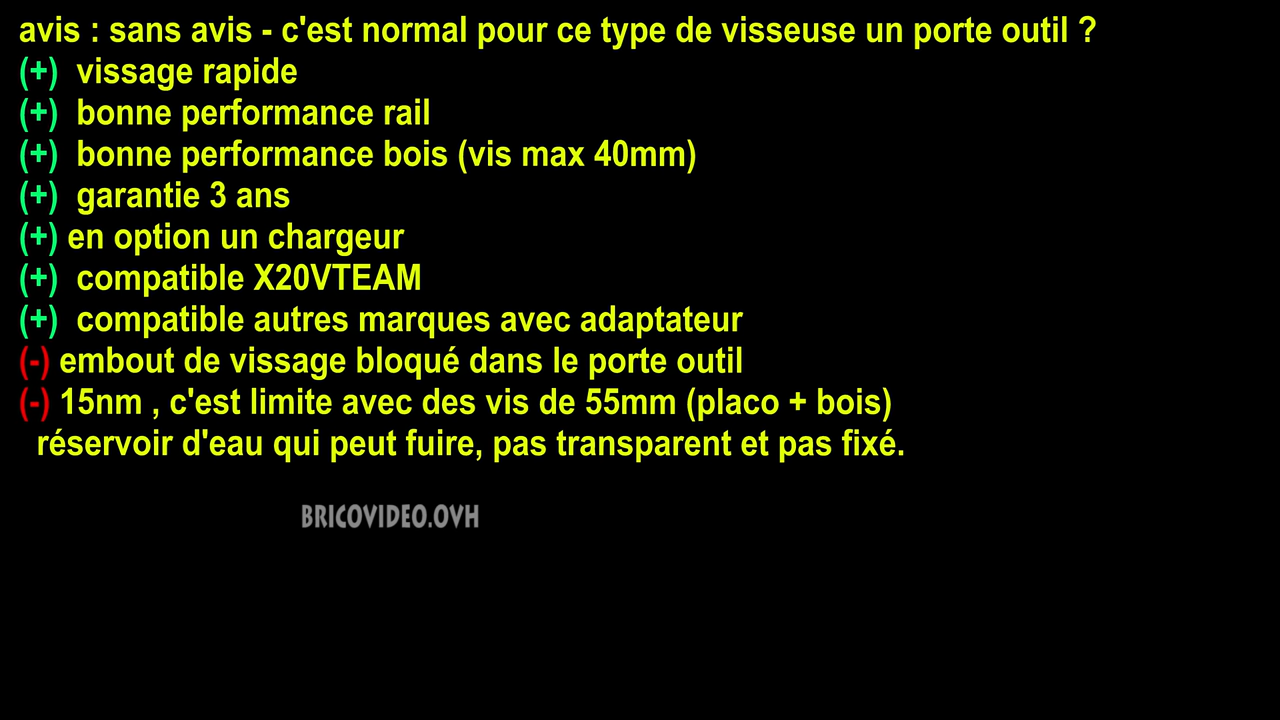 avis : sans avis - c'est normal pour ce type de visseuse un porte outil ?
(+) vissage rapide
(+) bonne performance rail
(+) bonne performance bois (vis max 40mm)
(+) garantie 3 ans
(+) en option un chargeur
(+) compatible X20VTEAM
(+) compatible autres marques avec adaptateur
(-) embout de vissage bloqué dans le porte outil
(-) 15nm , c'est limite avec des vis de 55mm (placo + bois)
réservoir d'eau qui peut fuire, pas transparent et pas fixé.
BRICOVIDEO.OVH